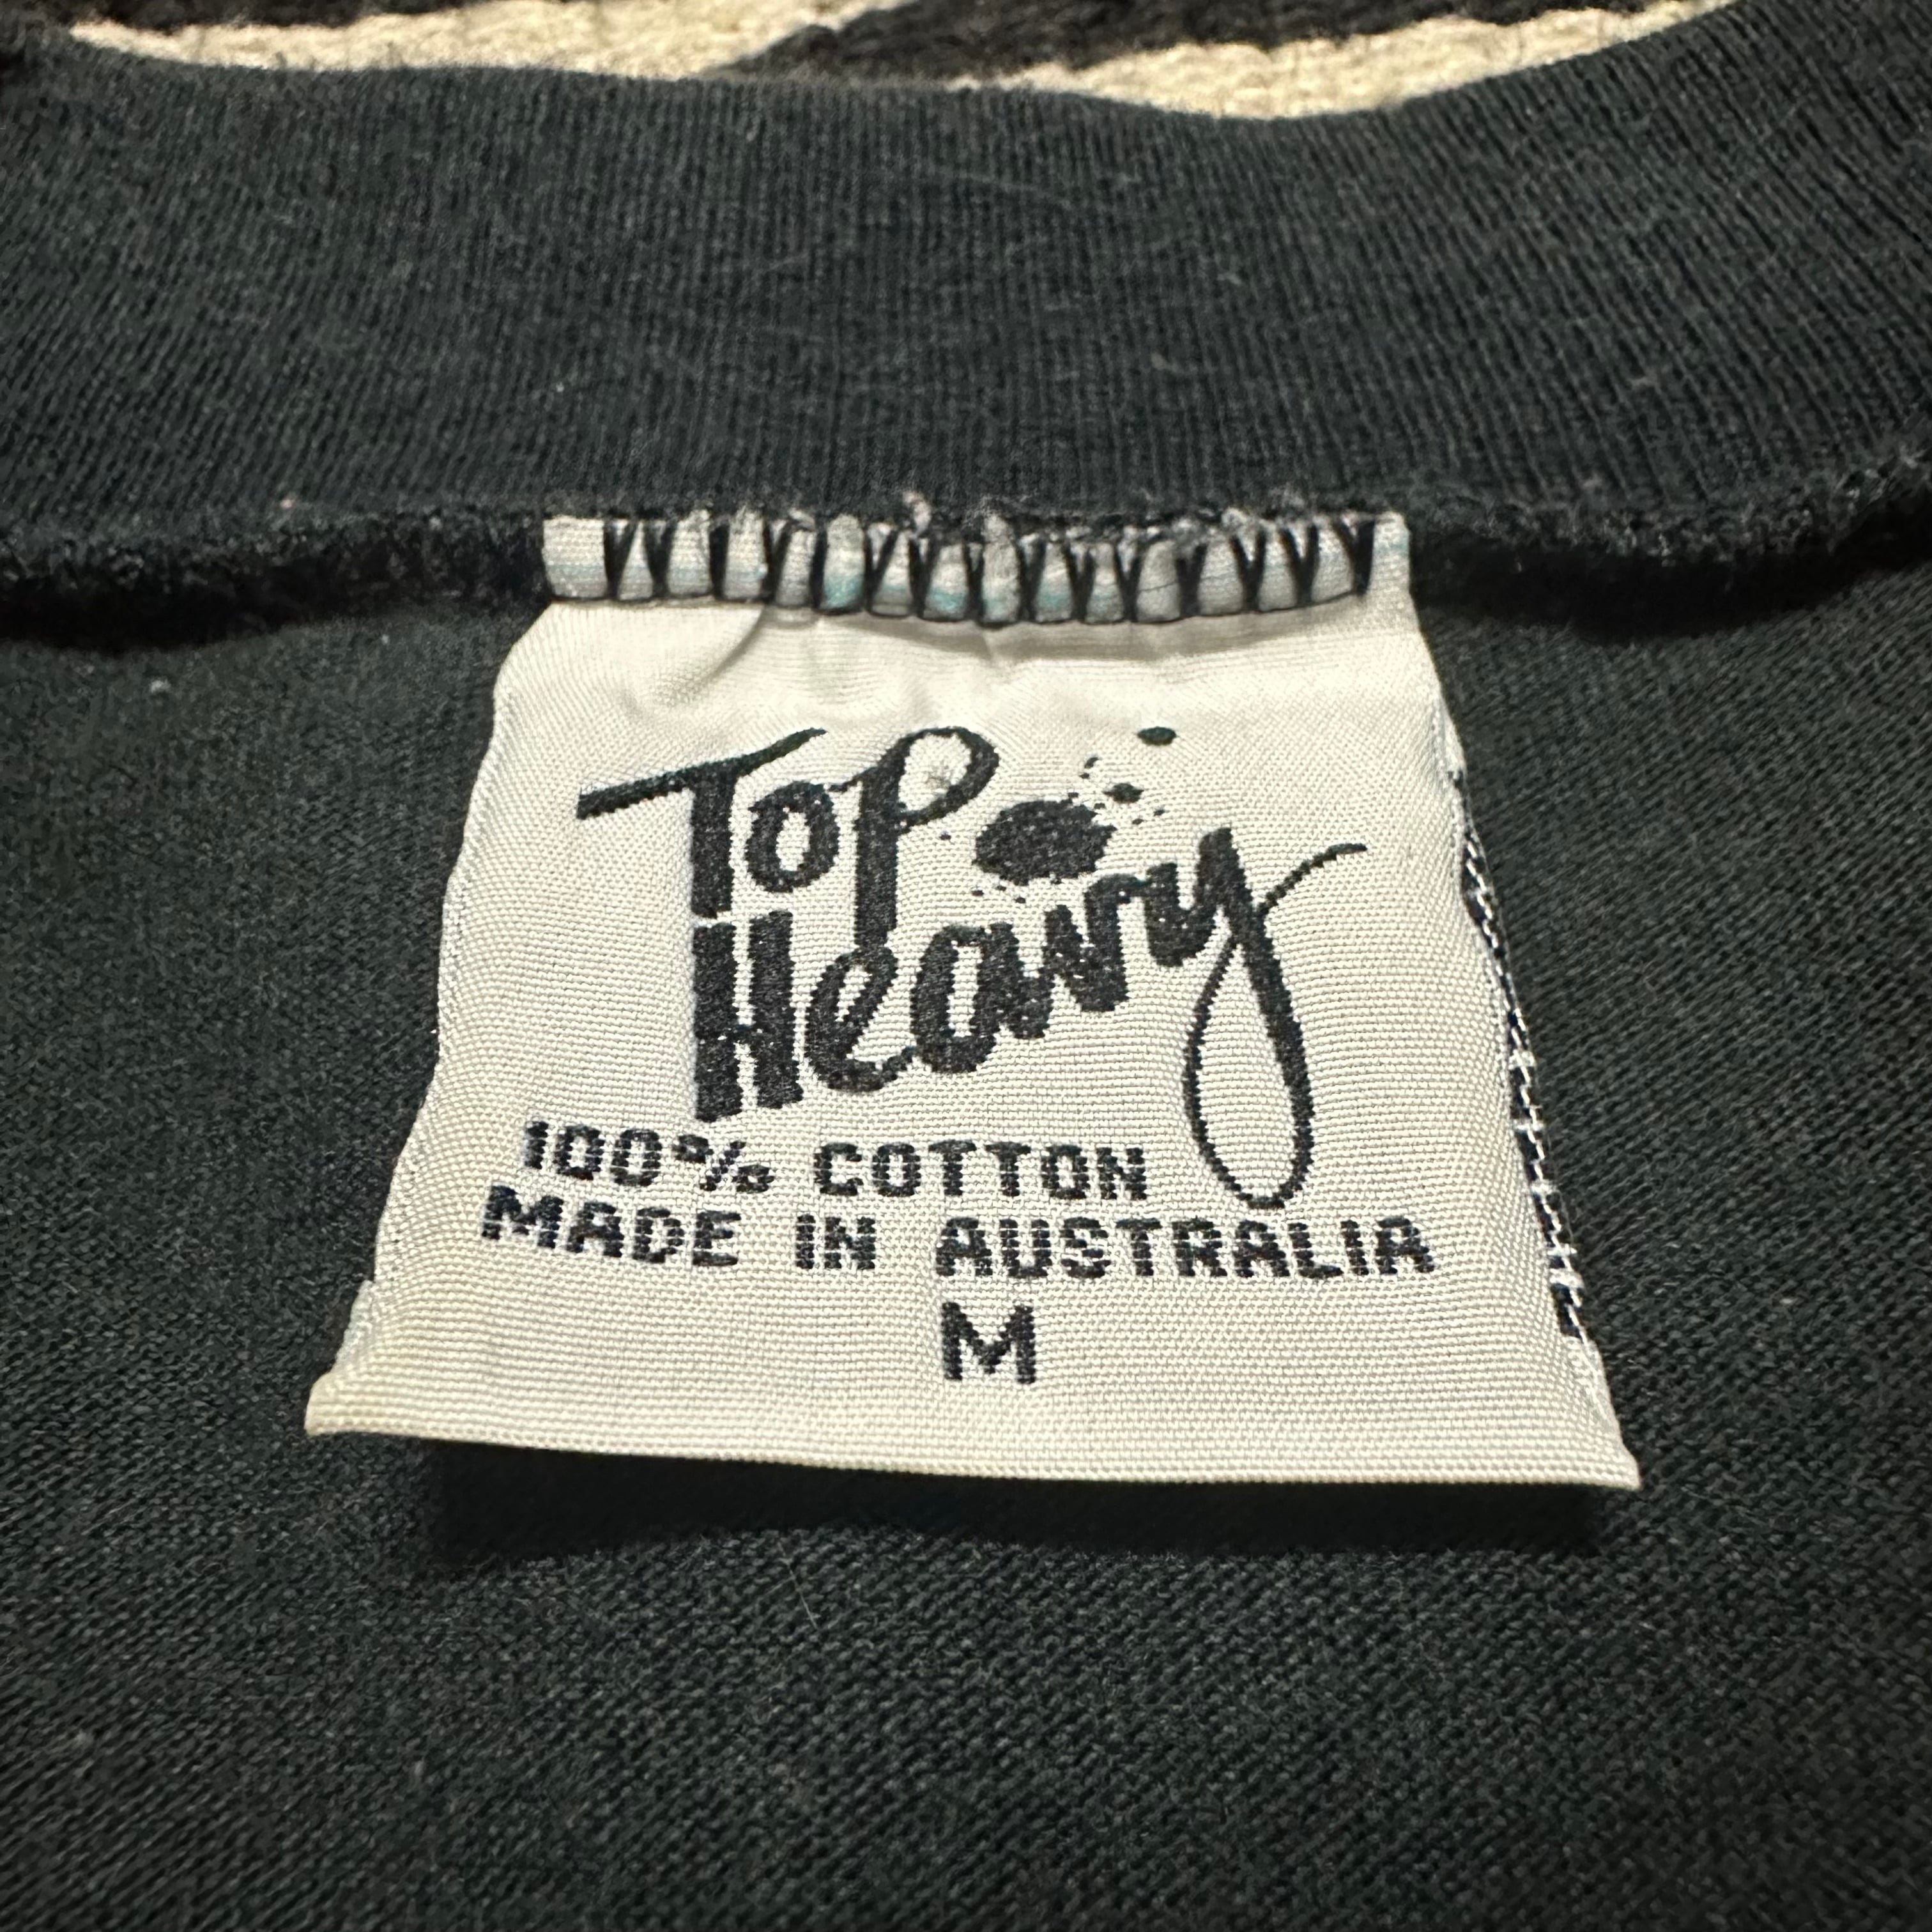 Top
Heavy
100% COTTON
MADE IN AUSTRALIA
M